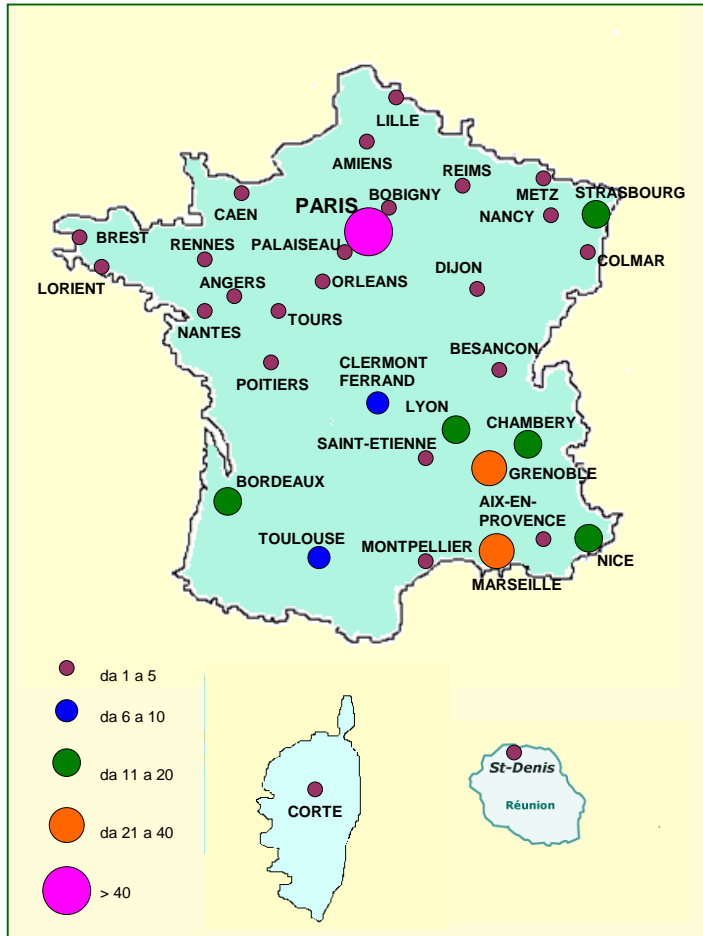 LILLE
AMIENS
REIMS
METZ
STRASBOURG
PARIS
BOBIGNY
CAEN
NANCY
BREST
RENNES
PALAISEAU
COLMAR
LORIENT
ANGERS
ORLEANS
DIJON
NANTES
TOURS
BESANCON
POITIERS
CLERMONT
FERRAND
LYON
CHAMBERY
SAINT-ETIENNE
GRENOBLE
BORDEAUX
AIX-EN-
PROVENCE
TOULOUSE
MONTPELLIER
NICE
MARSEILLE
da 1 a 5
da 6 a 10
da 11 a 20
da 21 a 40
> 40
CORTE
St-Denis
Réunion